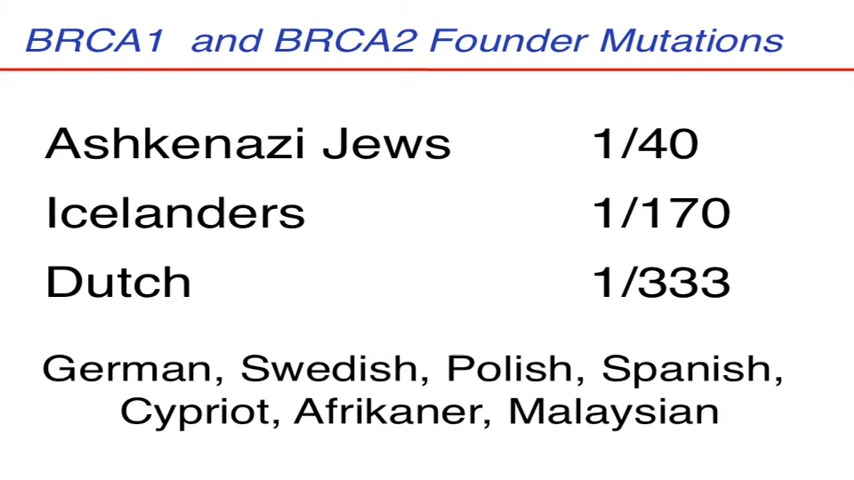 BRCA1 and BRCA2 Founder Mutations
Ashkenazi Jews 1/40
Icelanders 1/170
Dutch 1/333
German, Swedish, Polish, Spanish,
Cypriot, Afrikaner, Malaysian